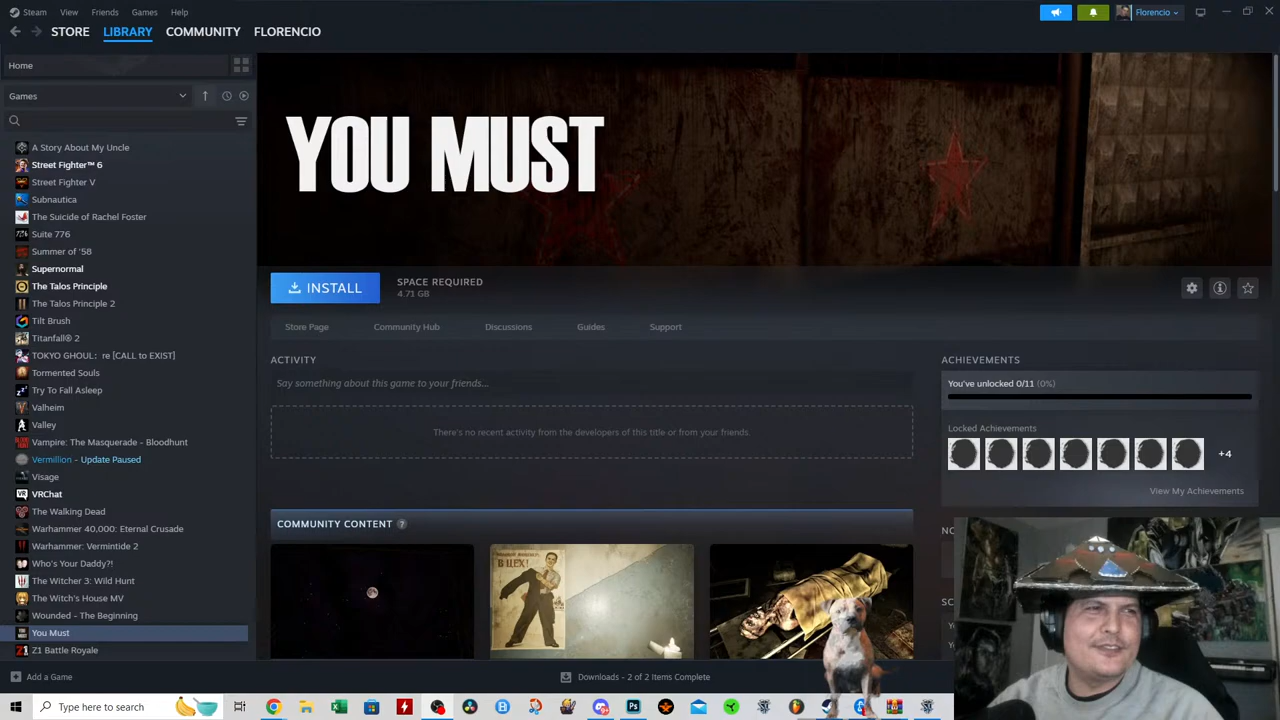 Steam View Friends Games Help
Florencio
STORE LIBRARY COMMUNITY FLORENCIO
Home
Games
A Story About My Uncle
Street Fighter™ 6
Street Fighter V
Subnautica
The Suicide of Rachel Foster
Suite 776
Summer of '58
Supernormal
The Talos Principle
The Talos Principle 2
Tilt Brush
Titanfall® 2
TOKYO GHOUL: re [CALL to EXIST]
Tormented Souls
Try To Fall Asleep
Valheim
Valley
Vampire: The Masquerade - Bloodhunt
Vermillion - Update Paused
Visage
VRChat
The Walking Dead
Warhammer 40,000: Eternal Crusade
Warhammer: Vermintide 2
Who's Your Daddy?!
The Witcher 3: Wild Hunt
The Witch's House MV
Wounded - The Beginning
You Must
Z1 Battle Royale
YOU MUST
INSTALL
SPACE REQUIRED
4.71 GB
Store Page Community Hub Discussions Guides Support
ACTIVITY
Say something about this game to your friends...
There's no recent activity from the developers of this title or from your friends.
ACHIEVEMENTS
You've unlocked 0/11 (0%)
Locked Achievements
+4
View My Achievements
COMMUNITY CONTENT ?
В ЦЕХ!
NO
SC
Add a Game
Downloads - 2 of 2 Items Complete
Type here to search